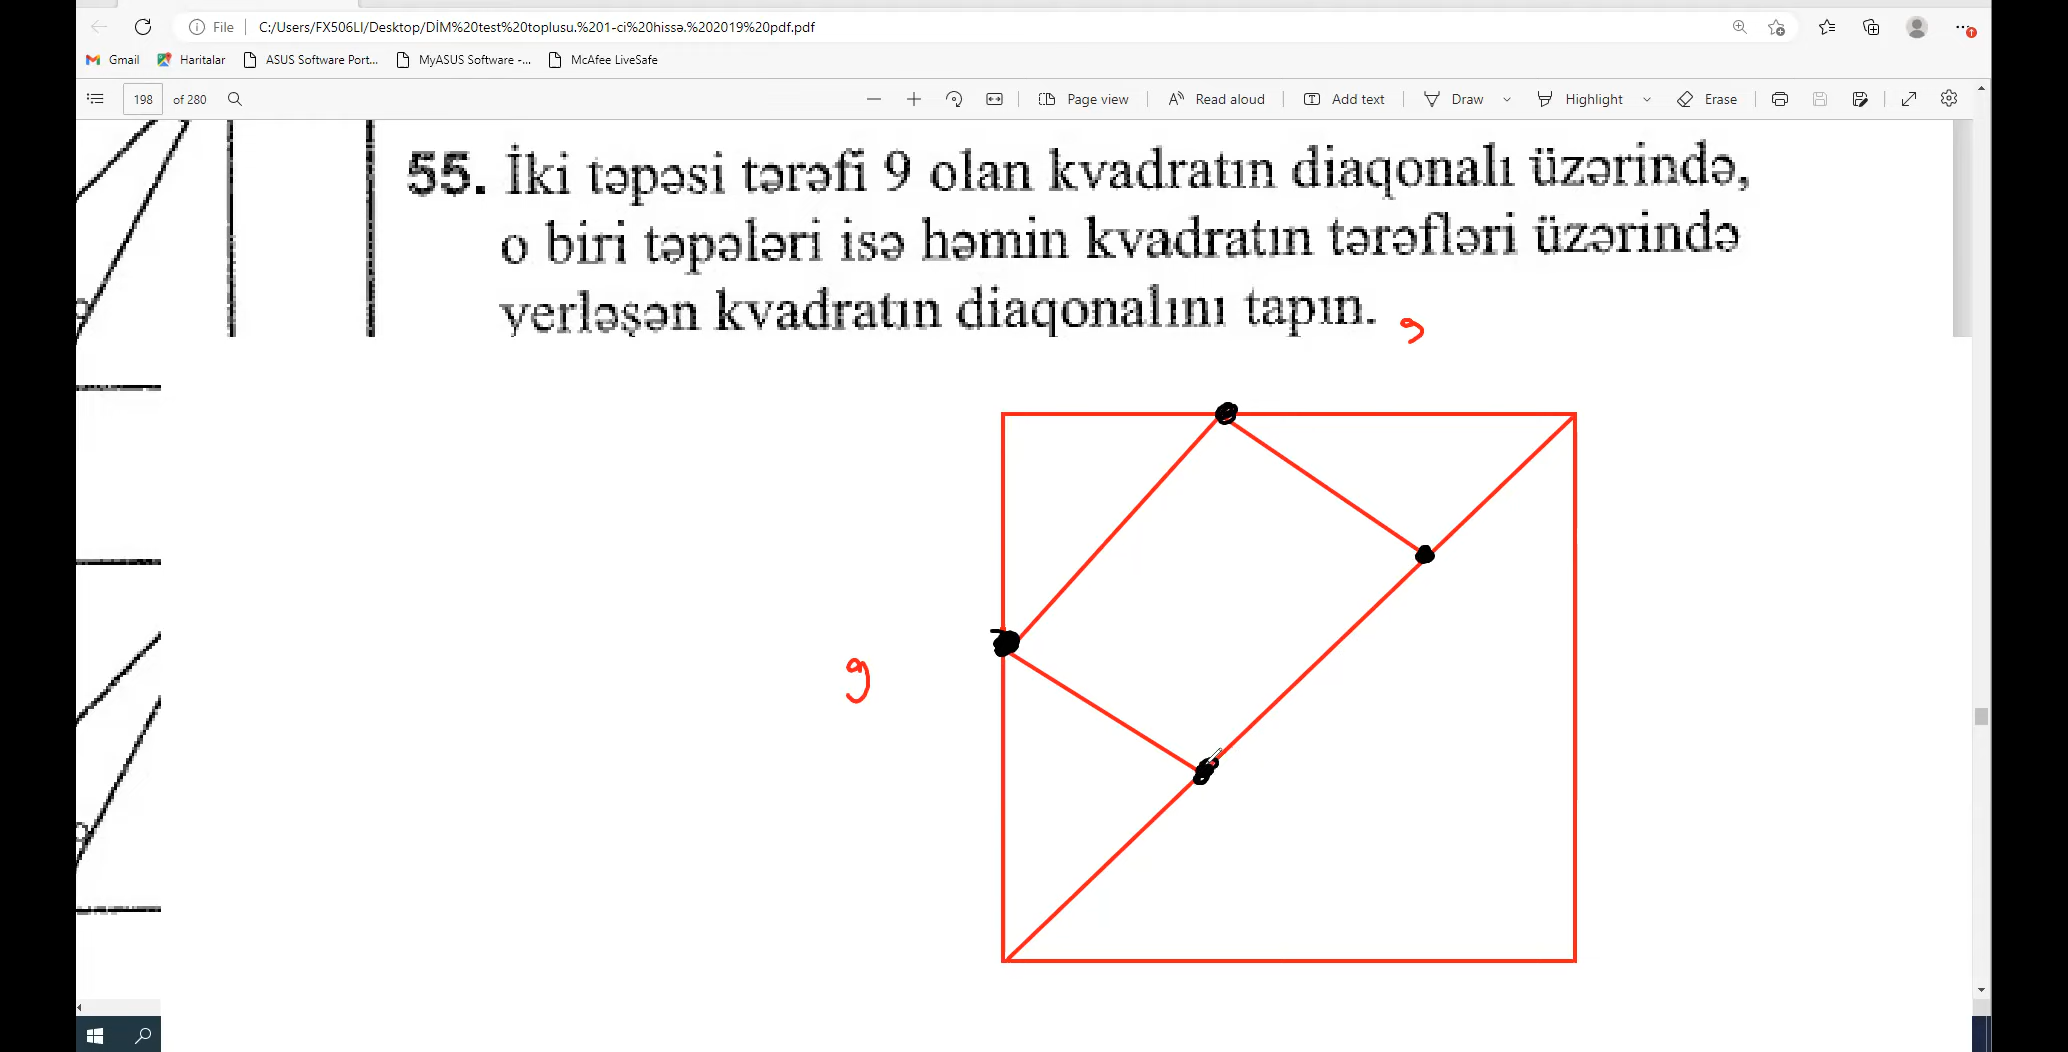 File C:/Users/FX506LI/Desktop/DİM%20test%20toplusu.%201-ci%20hissə.%202019%20pdf.pdf
Gmail Haritalar ASUS Software Port... MyASUS Software -... McAfee LiveSafe
198 of 280 Page view Read aloud Add text Draw Highlight Erase
55. İki təpəsi tərəfi 9 olan kvadratın diaqonalı üzərində,
o biri təpələri isə həmin kvadratın tərəfləri üzərində
yerləşən kvadratın diaqonalını tapın.
9
9